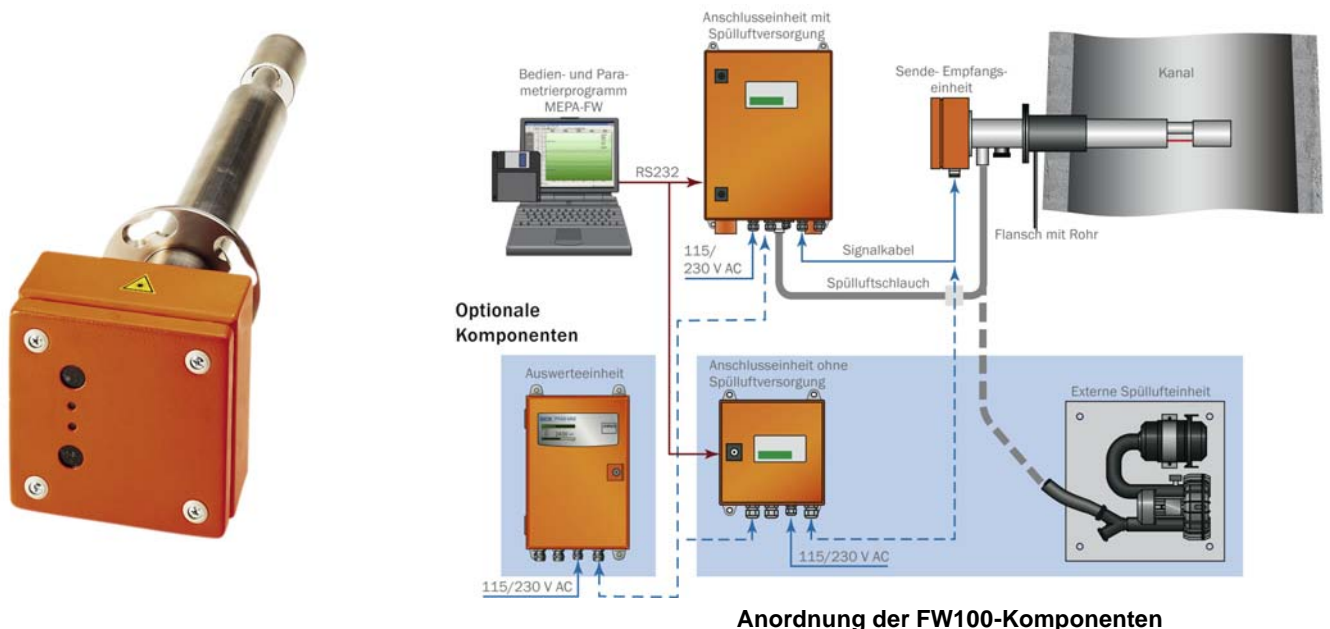 Anschlusseinheit mit
Spülluftversorgung
Bedien- und Para-
metrierprogramm
MEPA-FW
Sende- Empfangs-
einheit
Kanal
RS232
Flansch mit Rohr
115/
230 V AC
Signalkabel
Spülluftschlauch
Optionale
Komponenten
Auswerteeinheit
Anschlusseinheit ohne
Spülluftversorgung
Externe Spüllufteinheit
115/230 V AC
115/230 V AC
Anordnung der FW100-Komponenten